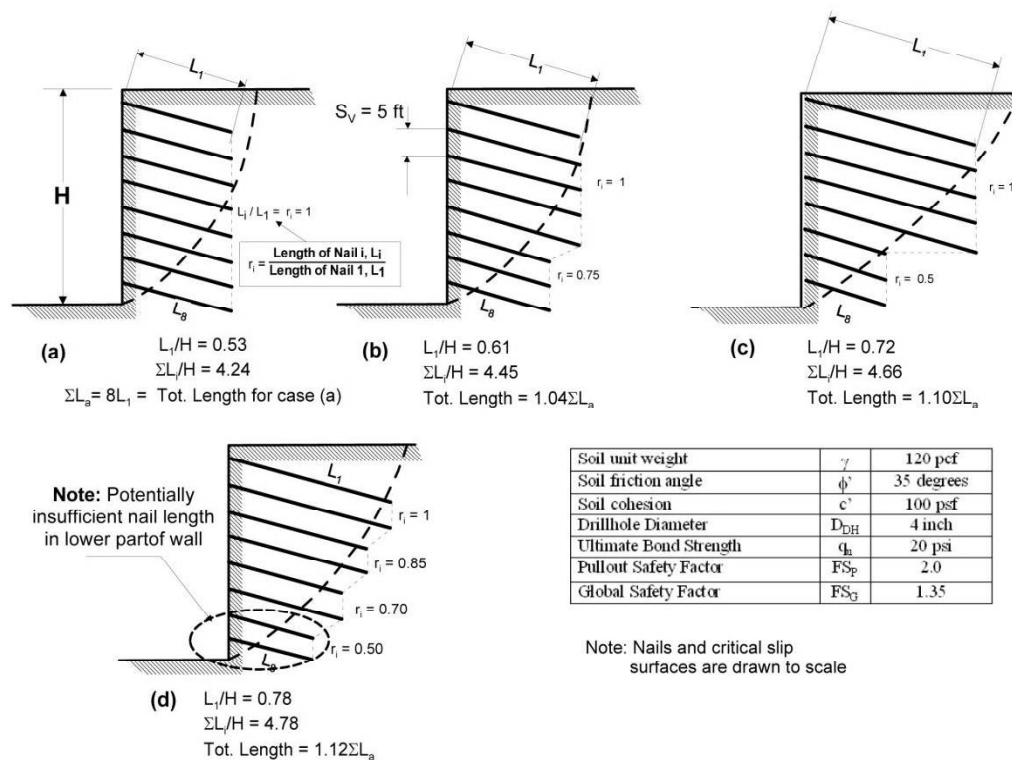 L1
H
Li / L1 = ri = 1
ri = Length of Nail i, Li / Length of Nail 1, L1
L8
(a)
L1/H = 0.53
ΣLi/H = 4.24
ΣLa= 8L1 = Tot. Length for case (a)
L1
SV = 5 ft
ri = 1
ri = 0.75
L8
(b)
L1/H = 0.61
ΣLi/H = 4.45
Tot. Length = 1.04ΣLa
L1
ri = 1
ri = 0.5
L8
(c)
L1/H = 0.72
ΣLi/H = 4.66
Tot. Length = 1.10ΣLa
Note: Potentially
insufficient nail length
in lower partof wall
L1
ri = 1
ri = 0.85
ri = 0.70
ri = 0.50
L8
(d)
L1/H = 0.78
ΣLi/H = 4.78
Tot. Length = 1.12ΣLa
Soil unit weight γ 120 pcf
Soil friction angle ϕ' 35 degrees
Soil cohesion c' 100 psf
Drillhole Diameter DDH 4 inch
Ultimate Bond Strength qu 20 psi
Pullout Safety Factor FSP 2.0
Global Safety Factor FSG 1.35
Note: Nails and critical slip
surfaces are drawn to scale